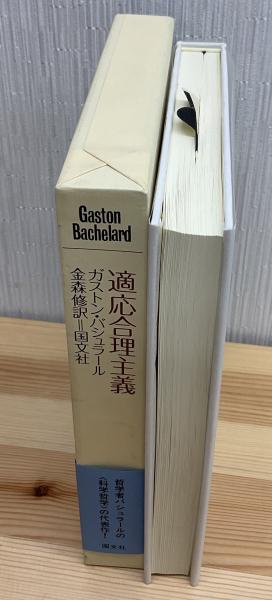 Gaston
Bachelard
適応合理主義
ガストン・バシュラール
金森修訳=国文社
哲学者バシュラールの
〈科学哲学〉の代表作!
国文社